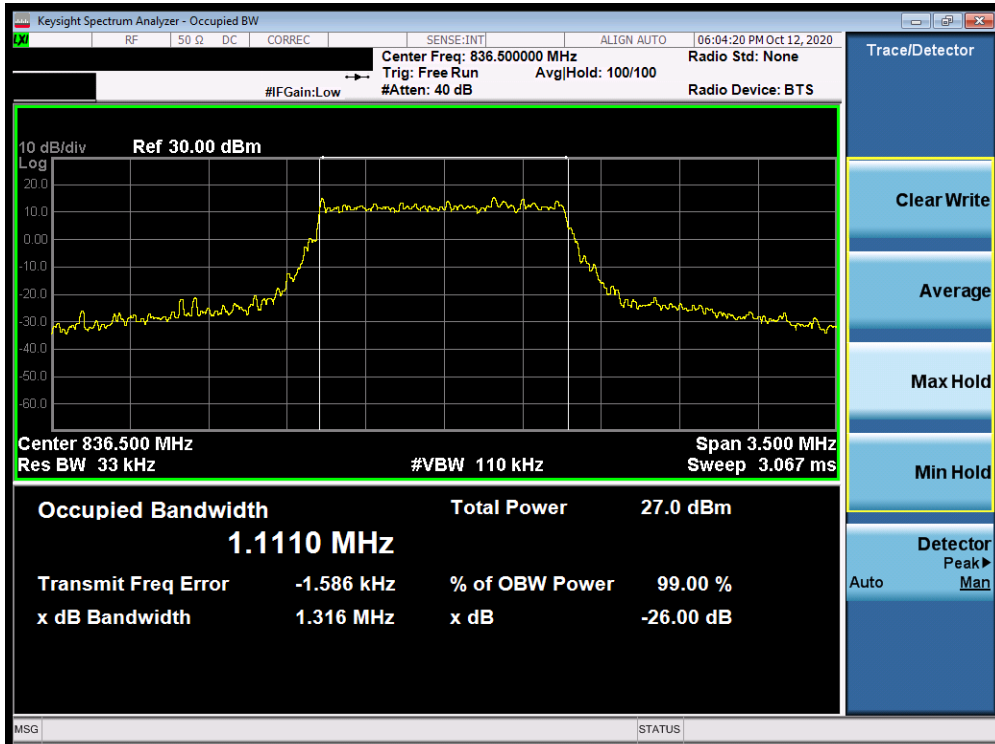 Keysight Spectrum Analyzer - Occupied BW
LXI RF 50 Ω DC CORREC SENSE:INT ALIGN AUTO 06:04:20 PM Oct 12, 2020
Center Freq: 836.500000 MHz Radio Std: None
Trig: Free Run Avg|Hold: 100/100
#IFGain:Low #Atten: 40 dB Radio Device: BTS
10 dB/div Ref 30.00 dBm
Log
20.0
10.0
0.00
-10.0
-20.0
-30.0
-40.0
-50.0
-60.0
Center 836.500 MHz Span 3.500 MHz
Res BW 33 kHz #VBW 110 kHz Sweep 3.067 ms
Occupied Bandwidth Total Power 27.0 dBm
1.1110 MHz
Transmit Freq Error -1.586 kHz % of OBW Power 99.00 %
x dB Bandwidth 1.316 MHz x dB -26.00 dB
MSG STATUS
Trace/Detector
Clear Write
Average
Max Hold
Min Hold
Detector
Peak▶
Auto Man